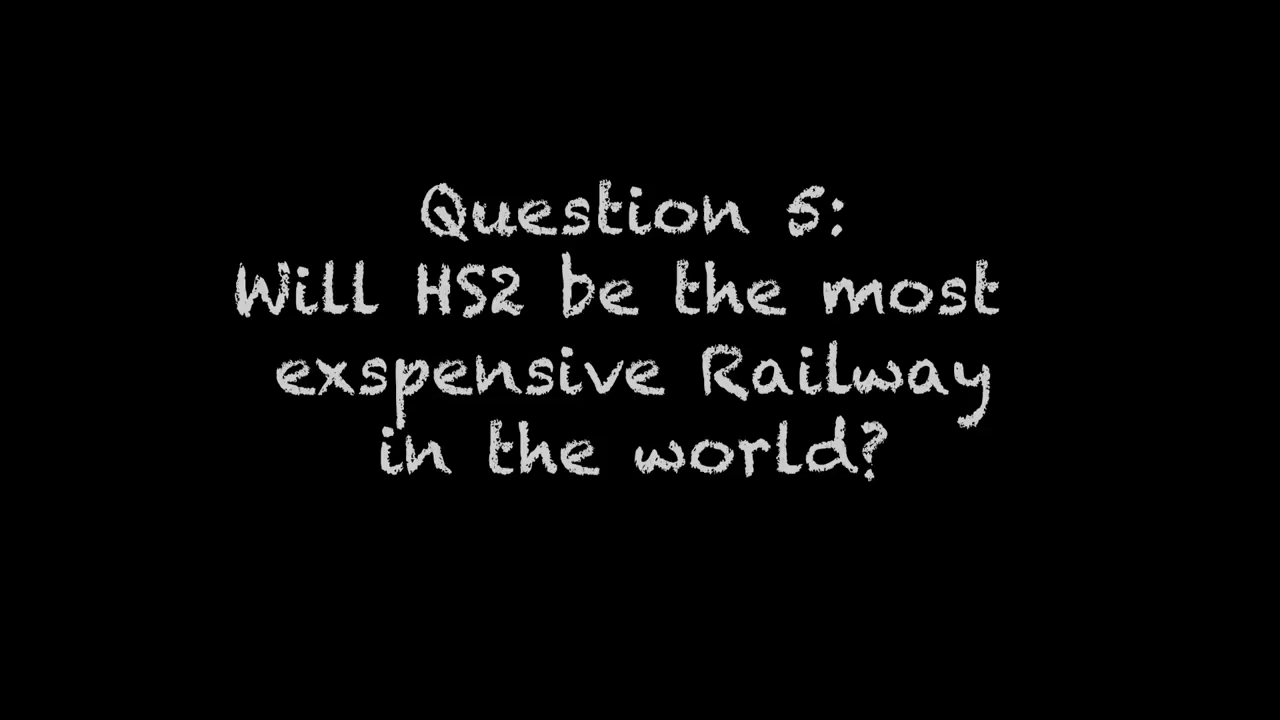 Question 5:
Will HS2 be the most
exspensive Railway
in the world?